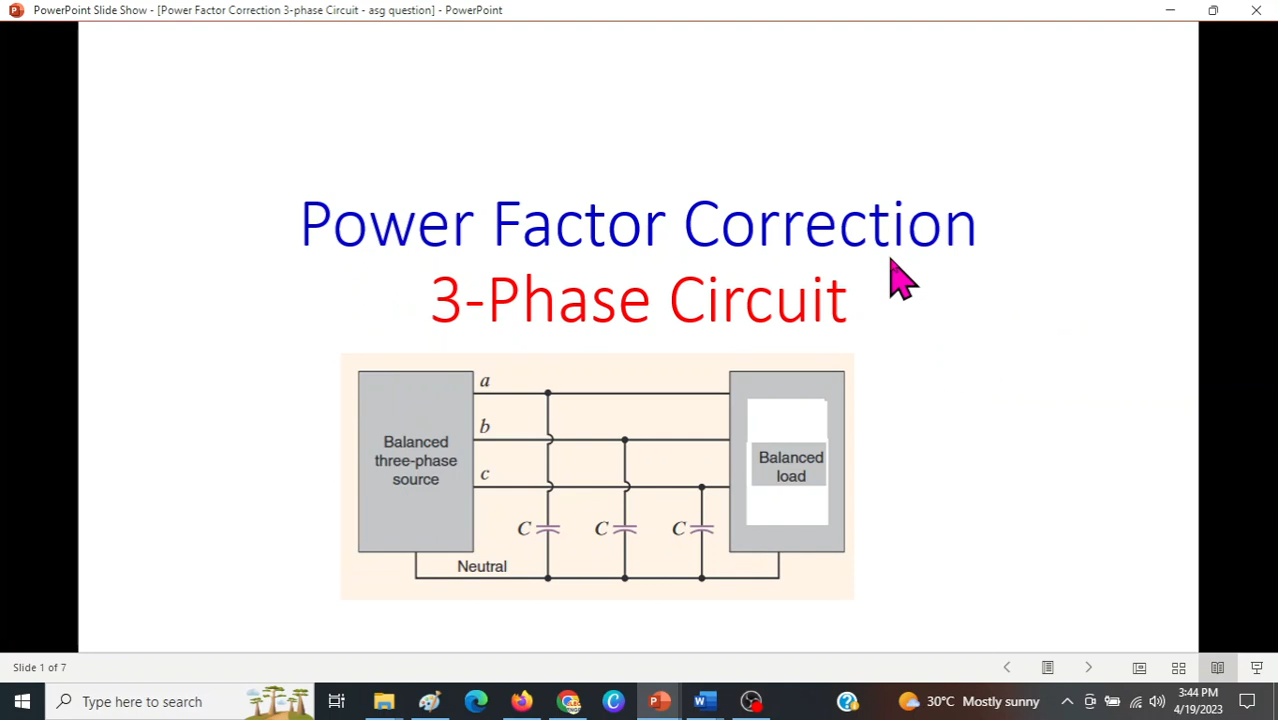 PowerPoint Slide Show - [Power Factor Correction 3-phase Circuit - asg question] - PowerPoint
Power Factor Correction
3-Phase Circuit
a
b
c
Balanced
three-phase
source
Balanced
load
C
C
C
Neutral
Slide 1 of 7
Type here to search
30°C Mostly sunny
3:44 PM
4/19/2023